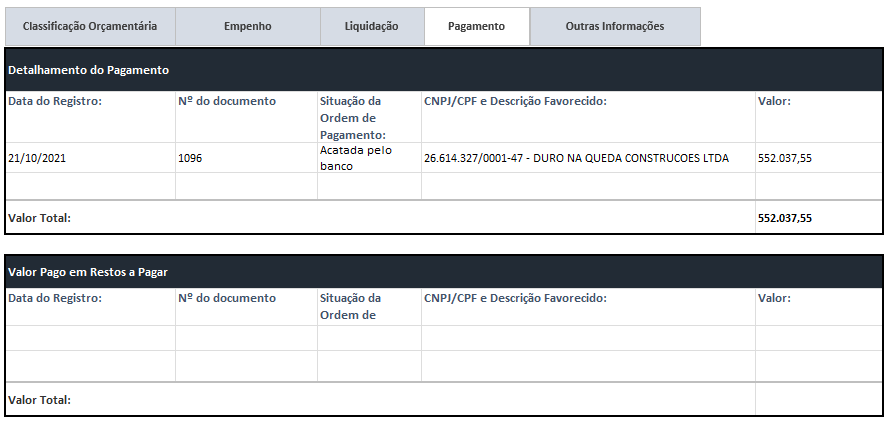 Classificação Orçamentária Empenho Liquidação Pagamento Outras Informações
Detalhamento do Pagamento
Data do Registro: Nº do documento Situação da Ordem de Pagamento: CNPJ/CPF e Descrição Favorecido: Valor:
21/10/2021 1096 Acatada pelo banco 26.614.327/0001-47 - DURO NA QUEDA CONSTRUCOES LTDA 552.037,55
Valor Total: 552.037,55
Valor Pago em Restos a Pagar
Data do Registro: Nº do documento Situação da Ordem de CNPJ/CPF e Descrição Favorecido: Valor:
Valor Total: